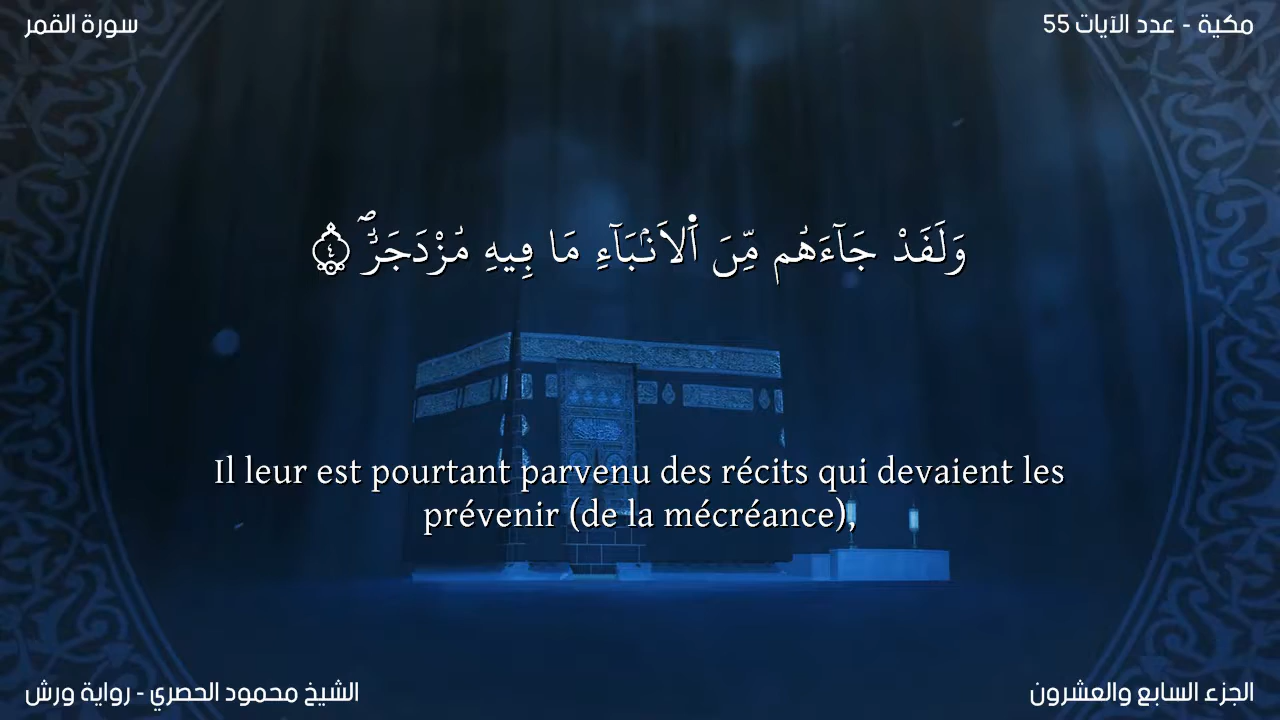 سورة القمر
مكية - عدد الآيات 55
وَلَقَدْ جَآءَهُم مِّنَ اَ۬لَانۢبَآءِ مَا فِيهِ مُزْدَجَرٌۖ ٤
Il leur est pourtant parvenu des récits qui devaient les
prévenir (de la mécréance),
الشيخ محمود الحصري - رواية ورش
الجزء السابع والعشرون